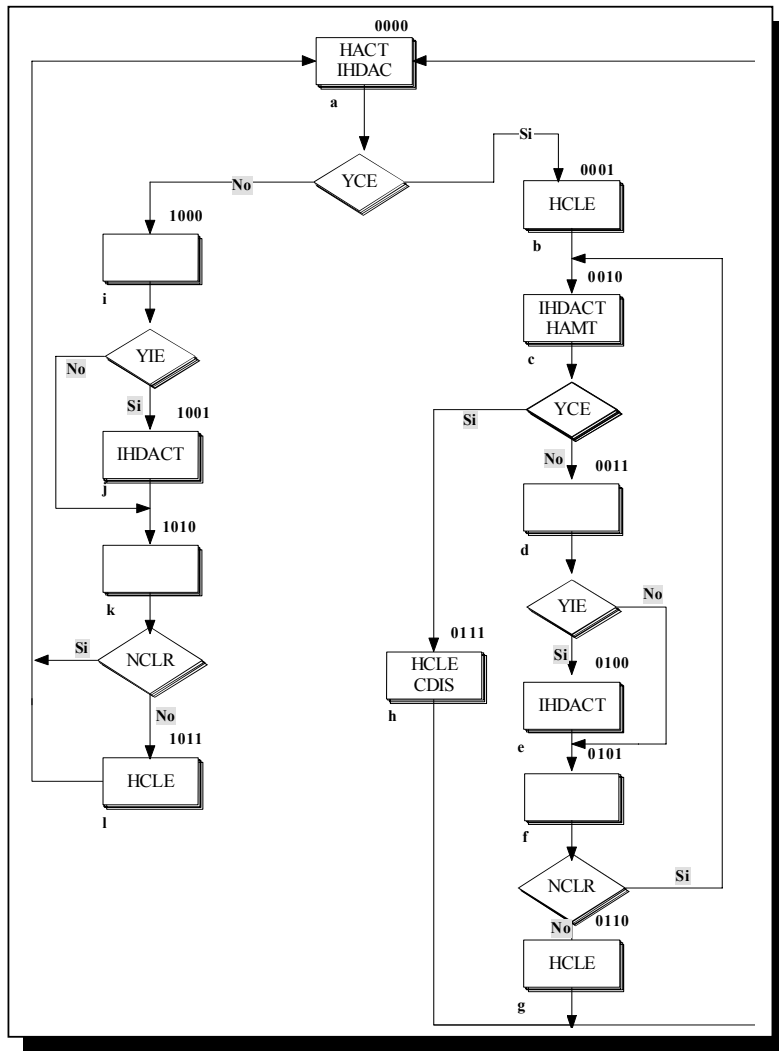 0000
HACT
IHDAC
a
YCE
No
Si
0001
HCLE
b
1000
i
0010
IHDACT
HAMT
c
YIE
No
Si
1001
IHDACT
j
YCE
Si
No
0011
d
1010
k
YIE
No
Si
NCLR
Si
No
0111
HCLE
CDIS
h
0100
IHDACT
e
1011
HCLE
l
0101
f
NCLR
Si
No
0110
HCLE
g